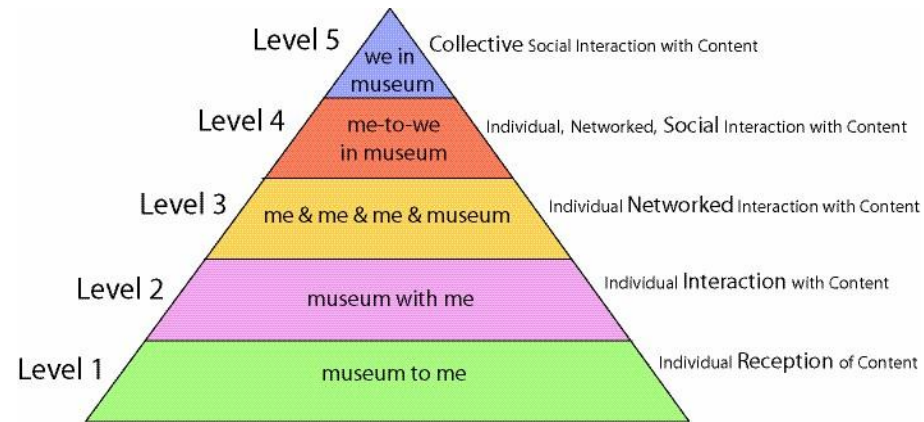 Level 5
we in
museum
Collective Social Interaction with Content
Level 4
me-to-we
in museum
Individual, Networked, Social Interaction with Content
Level 3
me & me & me & museum
Individual Networked Interaction with Content
Level 2
museum with me
Individual Interaction with Content
Level 1
museum to me
Individual Reception of Content